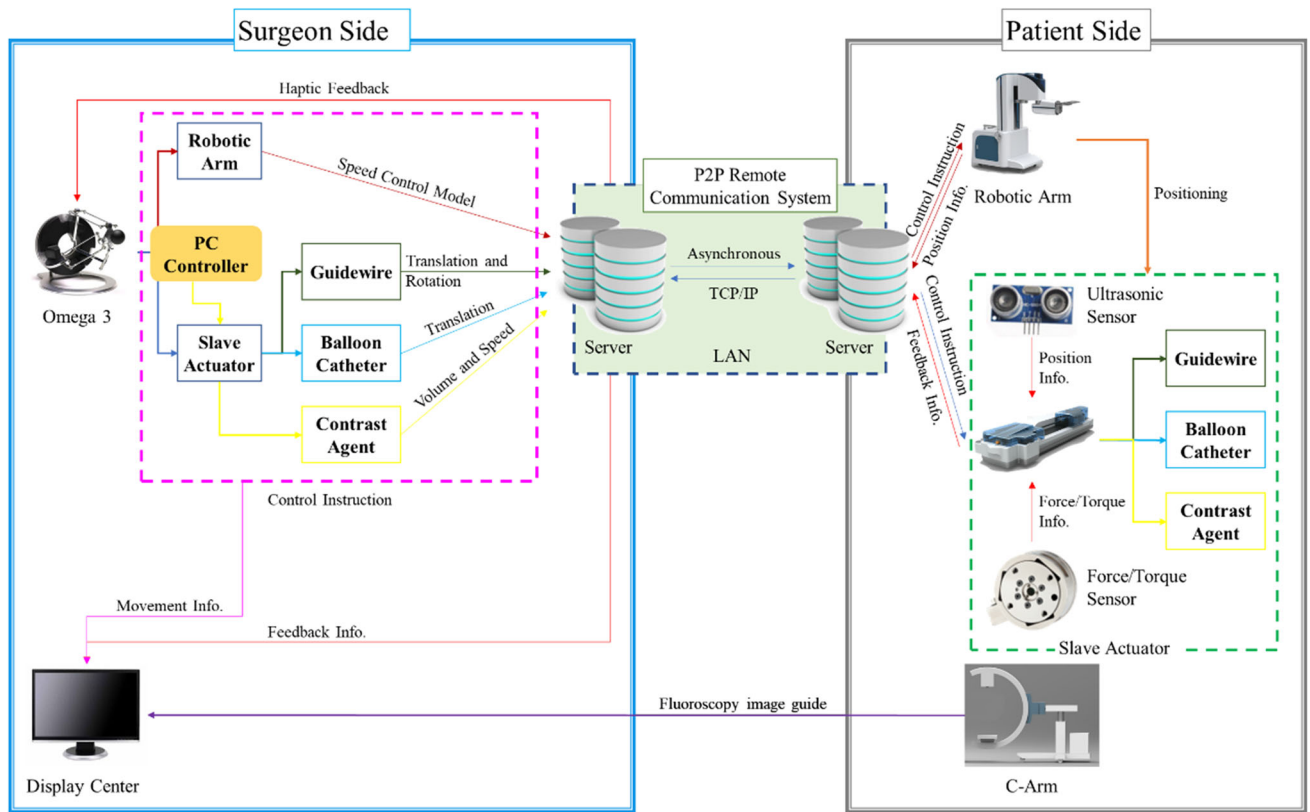 Surgeon Side
Patient Side
Haptic Feedback
Robotic
Arm
Speed Control Model
PC
Controller
Omega 3
Guidewire
Translation and
Rotation
Slave
Actuator
Balloon
Catheter
Translation
Contrast
Agent
Volume and Speed
Control Instruction
Movement Info.
Feedback Info.
Display Center
P2P Remote
Communication System
Asynchronous
TCP/IP
Server
Server
LAN
Control Instruction
Position Info.
Control Instruction
Feedback Info.
Robotic Arm
Positioning
Ultrasonic
Sensor
Position
Info.
Guidewire
Balloon
Catheter
Force/Torque
Info.
Contrast
Agent
Force/Torque
Sensor
Slave Actuator
Fluoroscopy image guide
C-Arm